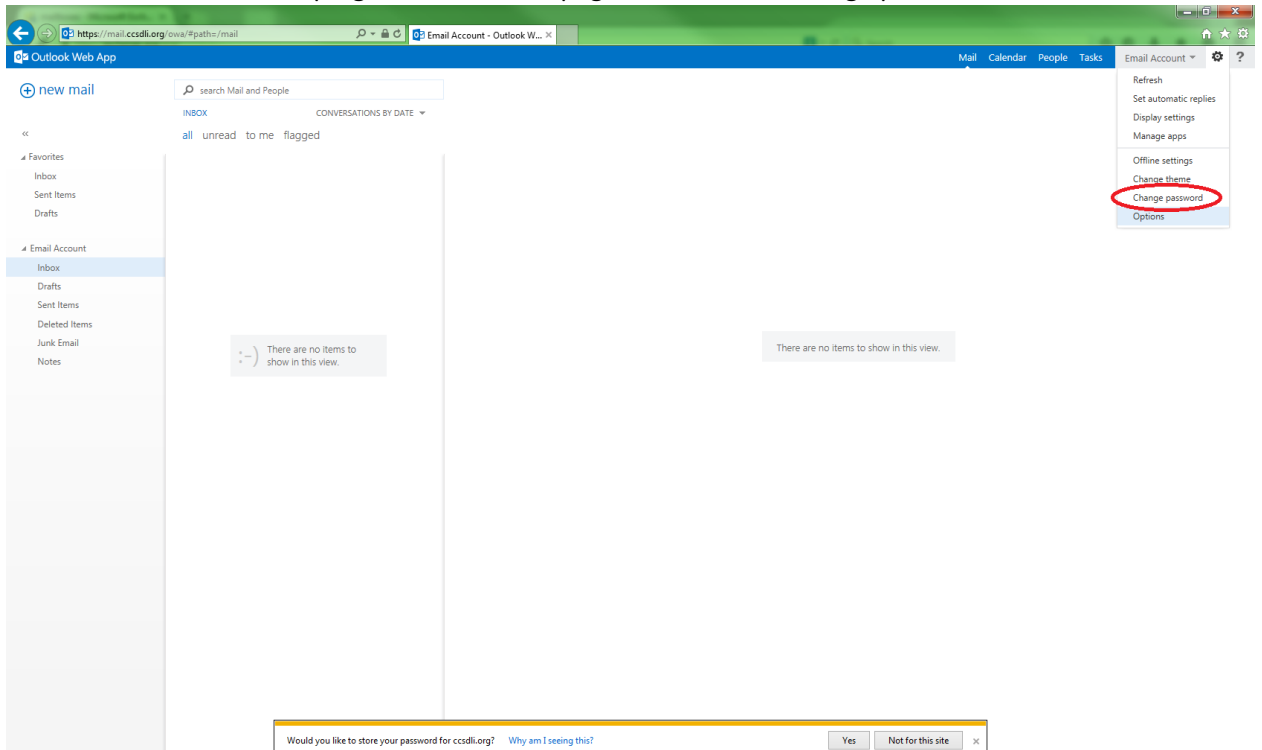 https://mail.ccsdli.org/owa/#path=/mail
Email Account - Outlook W...
Outlook Web App
Mail Calendar People Tasks Email Account ?
new mail
search Mail and People
INBOX CONVERSATIONS BY DATE
all unread to me flagged
Favorites
Inbox
Sent Items
Drafts
Email Account
Inbox
Drafts
Sent Items
Deleted Items
Junk Email
Notes
:-) There are no items to
show in this view.
There are no items to show in this view.
Refresh
Set automatic replies
Display settings
Manage apps
Offline settings
Change theme
Change password
Options
Would you like to store your password for ccsdli.org? Why am I seeing this? Yes Not for this site